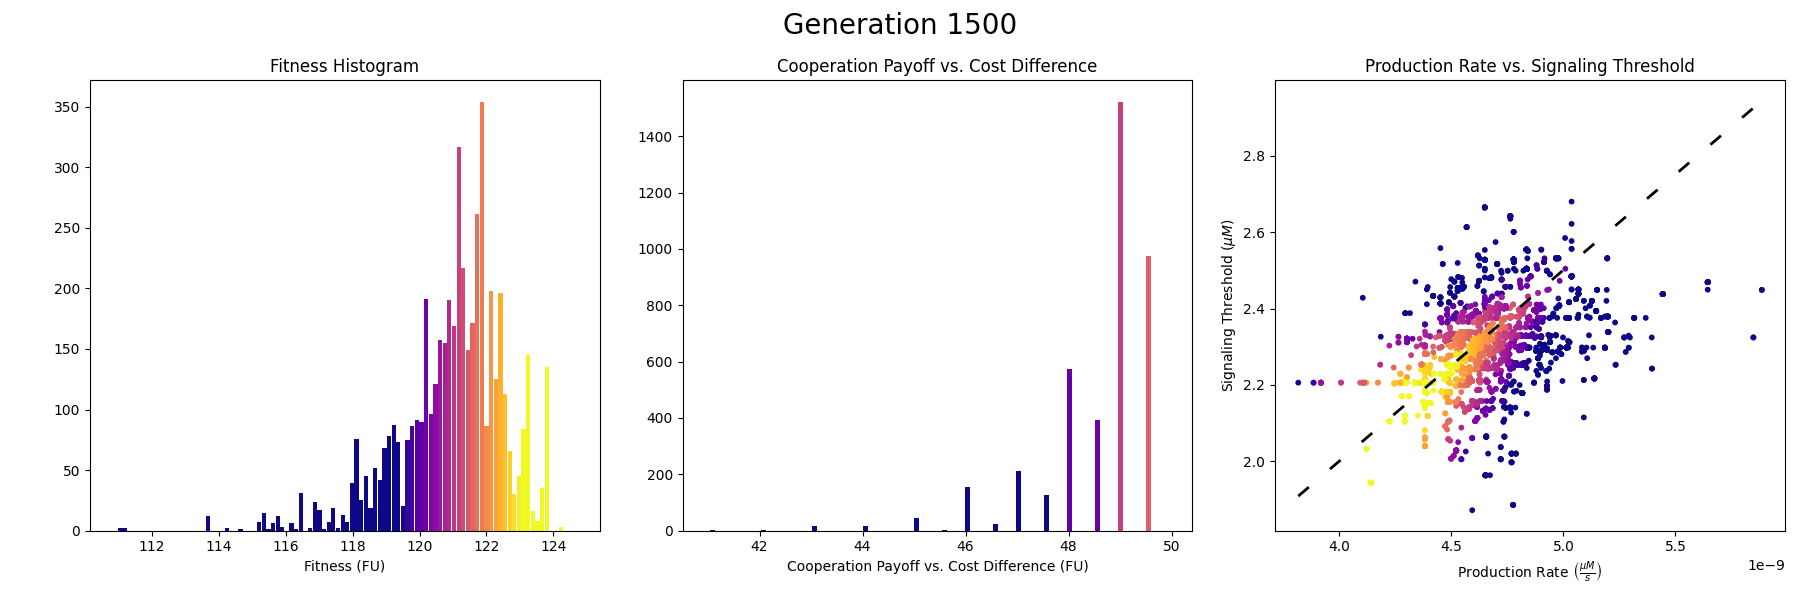 Generation 1500
Fitness Histogram
350
300
250
200
150
100
50
0
112 114 116 118 120 122 124
Fitness (FU)
Cooperation Payoff vs. Cost Difference
1400
1200
1000
800
600
400
200
0
42 44 46 48 50
Cooperation Payoff vs. Cost Difference (FU)
Production Rate vs. Signaling Threshold
Signaling Threshold (μM)
2.8
2.6
2.4
2.2
2.0
4.0 4.5 5.0 5.5
1e−9
Production Rate (μM/s)